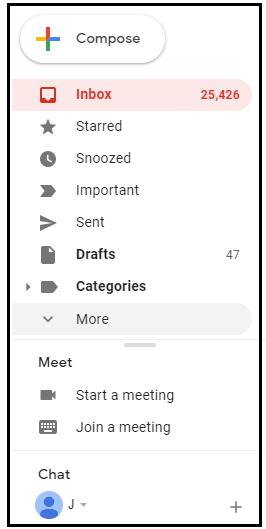 Compose
Inbox 25,426
Starred
Snoozed
Important
Sent
Drafts 47
Categories
More
Meet
Start a meeting
Join a meeting
Chat
J